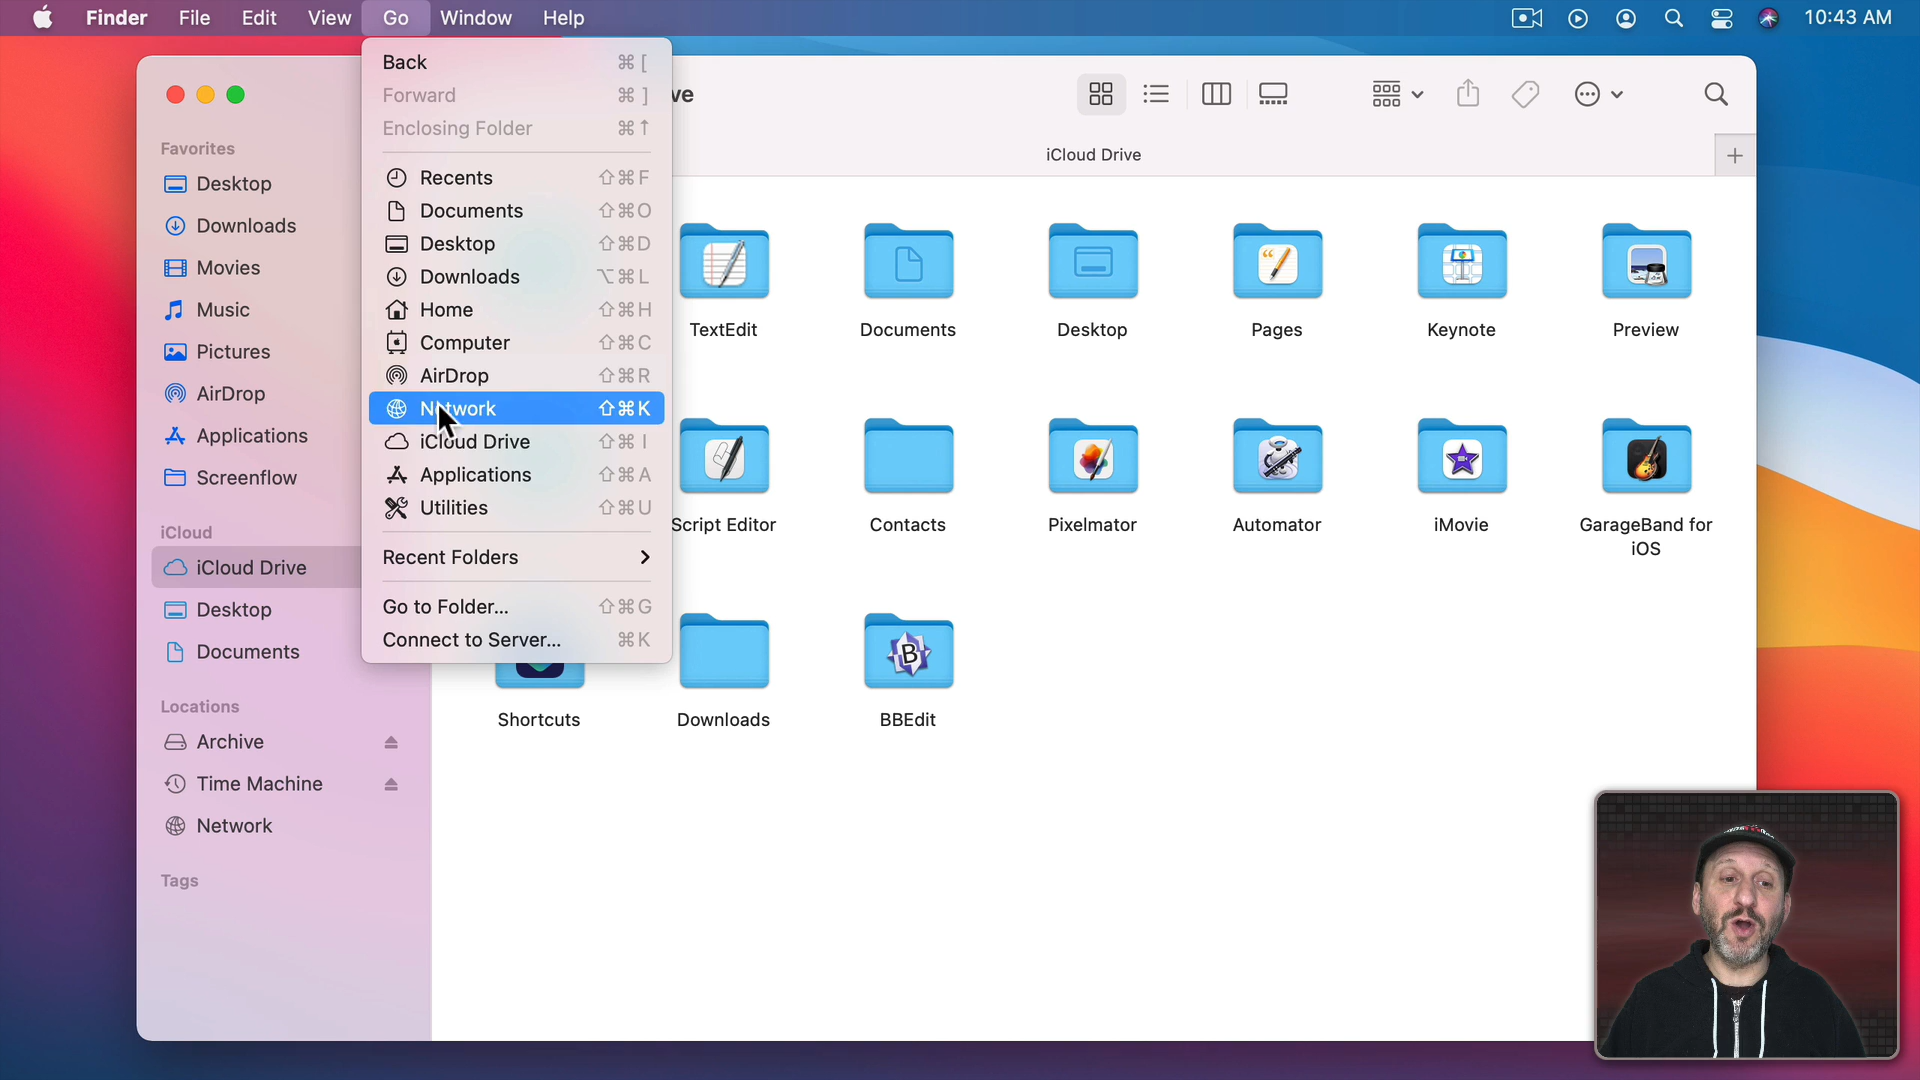 Finder File Edit View Go Window Help 10:43 AM
Back ⌘ [
Forward ⌘ ]
Enclosing Folder ⌘↑
Recents ⇧⌘F
Documents ⇧⌘O
Desktop ⇧⌘D
Downloads ⌥⌘L
Home ⇧⌘H
Computer ⇧⌘C
AirDrop ⇧⌘R
Network ⇧⌘K
iCloud Drive ⇧⌘I
Applications ⇧⌘A
Utilities ⇧⌘U
Recent Folders
Go to Folder... ⇧⌘G
Connect to Server... ⌘K
Favorites
Desktop
Downloads
Movies
Music
Pictures
AirDrop
Applications
Screenflow
iCloud
iCloud Drive
Desktop
Documents
Locations
Archive
Time Machine
Network
Tags
ve
iCloud Drive
TextEdit Documents Desktop Pages Keynote Preview
Script Editor Contacts Pixelmator Automator iMovie GarageBand for
iOS
B
Shortcuts Downloads BBEdit